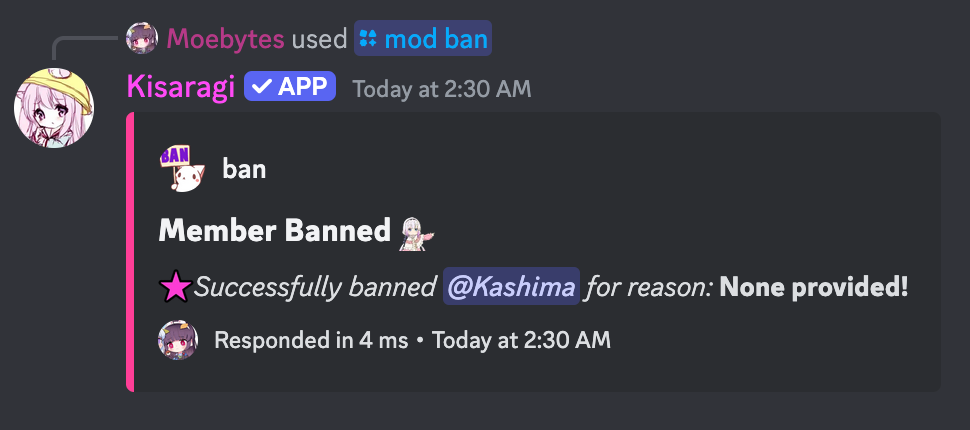 Moebytes used mod ban
Kisaragi APP Today at 2:30 AM
BAN ban
Member Banned
Successfully banned @Kashima for reason: None provided!
Responded in 4 ms • Today at 2:30 AM